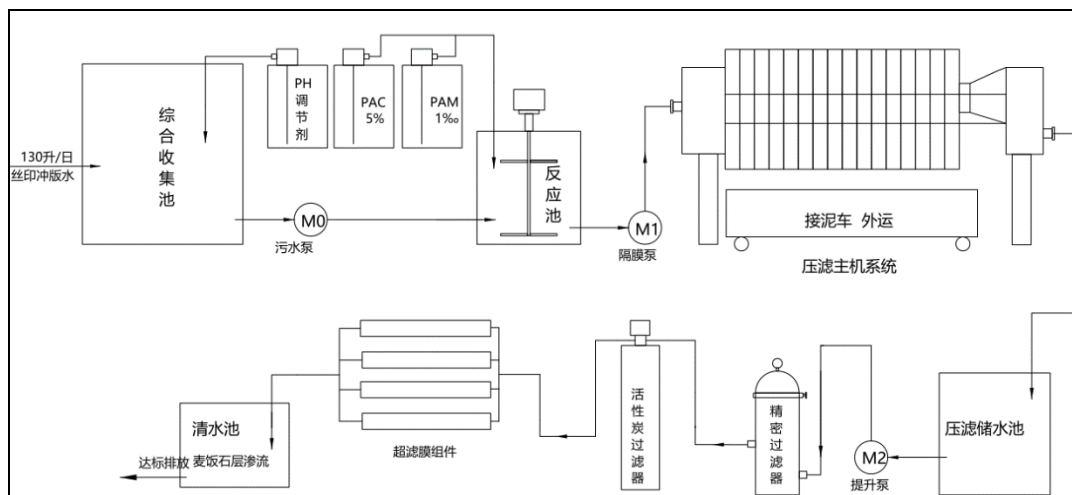 130升/日
丝印冲版水
综合收集池
PH调节剂
PAC
5%
PAM
1‰
反应池
M0
污水泵
M1
隔膜泵
接泥车 外运
压滤主机系统
压滤储水池
M2
提升泵
精密过滤器
活性炭过滤器
超滤膜组件
清水池
麦饭石层渗流
达标排放